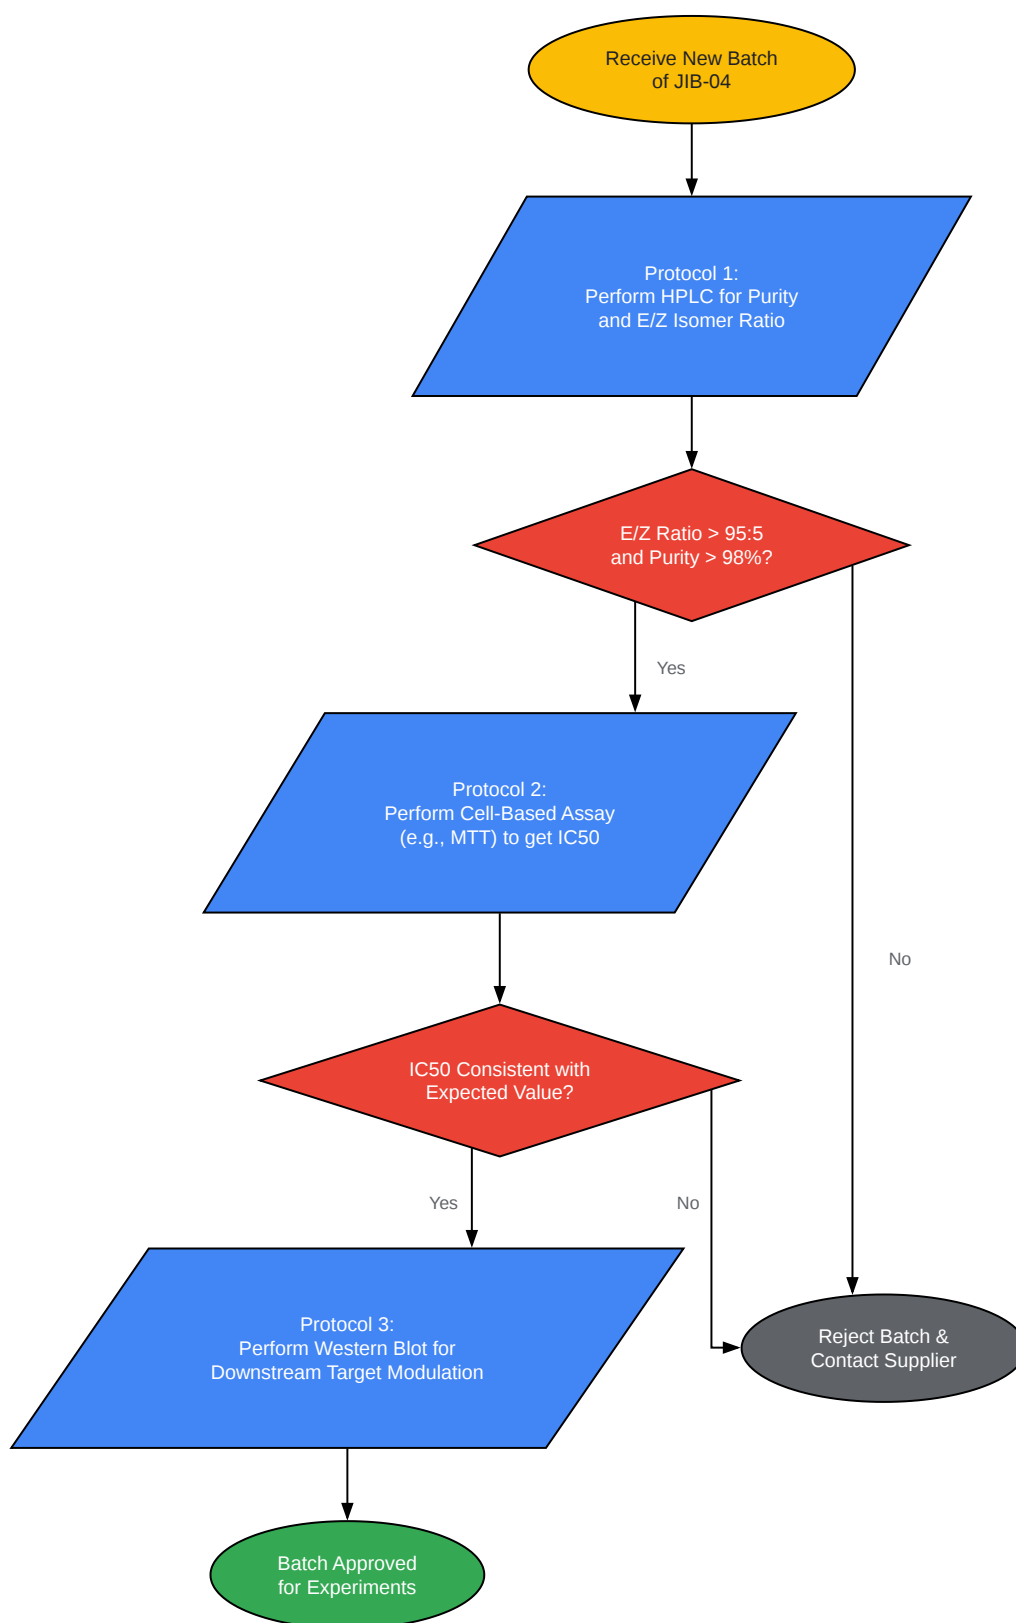 Receive New Batch
of JIB-04
Protocol 1:
Perform HPLC for Purity
and E/Z Isomer Ratio
E/Z Ratio > 95:5
and Purity > 98%?
Yes
Protocol 2:
Perform Cell-Based Assay
(e.g., MTT) to get IC50
No
IC50 Consistent with
Expected Value?
Yes
No
Protocol 3:
Perform Western Blot for
Downstream Target Modulation
Reject Batch &
Contact Supplier
Batch Approved
for Experiments